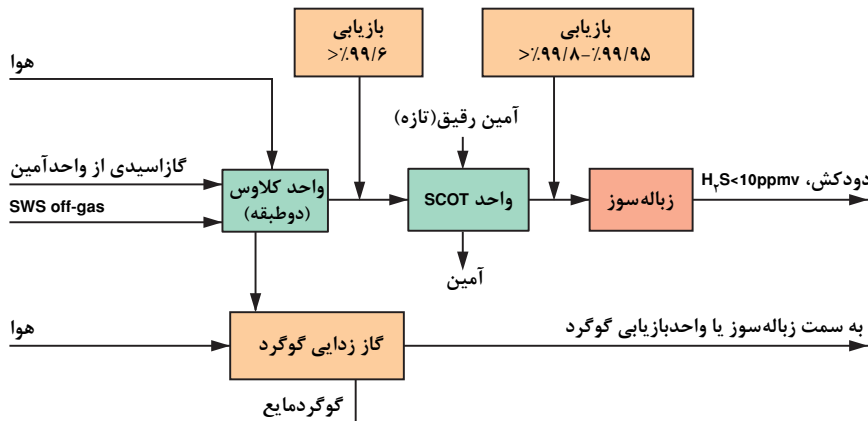 بازیابی
>٪۹۹/۶
بازیابی
>٪۹۹/۸-٪۹۹/۹۵
هوا
آمین رقیق(تازه)
گازاسیدی از واحدآمین
SWS off-gas
واحد کلاوس
(دوطبقه)
واحد SCOT
زباله‌سوز
دودکش، H۲S<10ppmv
آمین
هوا
گاز زدایی گوگرد
به سمت زباله‌سوز یا واحدبازیابی گوگرد
گوگردمایع